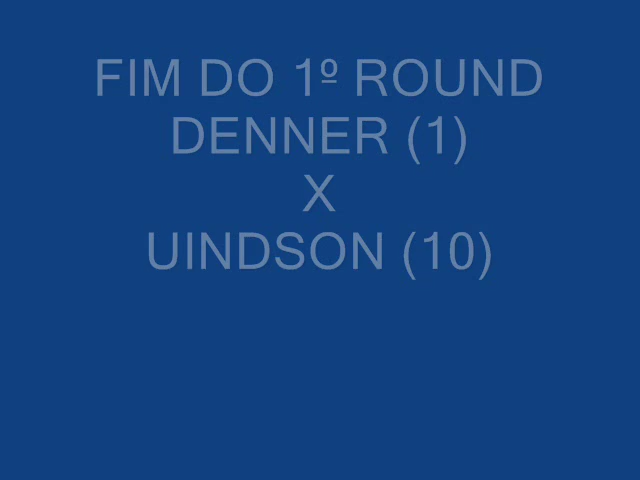 FIM DO 1º ROUND
DENNER (1)
X
UINDSON (10)